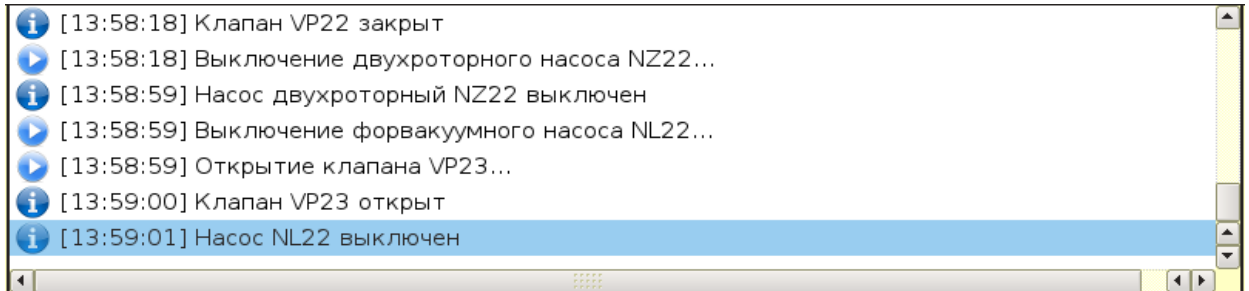 [13:58:18] Клапан VP22 закрыт
[13:58:18] Выключение двухроторного насоса NZ22...
[13:58:59] Насос двухроторный NZ22 выключен
[13:58:59] Выключение форвакуумного насоса NL22...
[13:58:59] Открытие клапана VP23...
[13:59:00] Клапан VP23 открыт
[13:59:01] Насос NL22 выключен